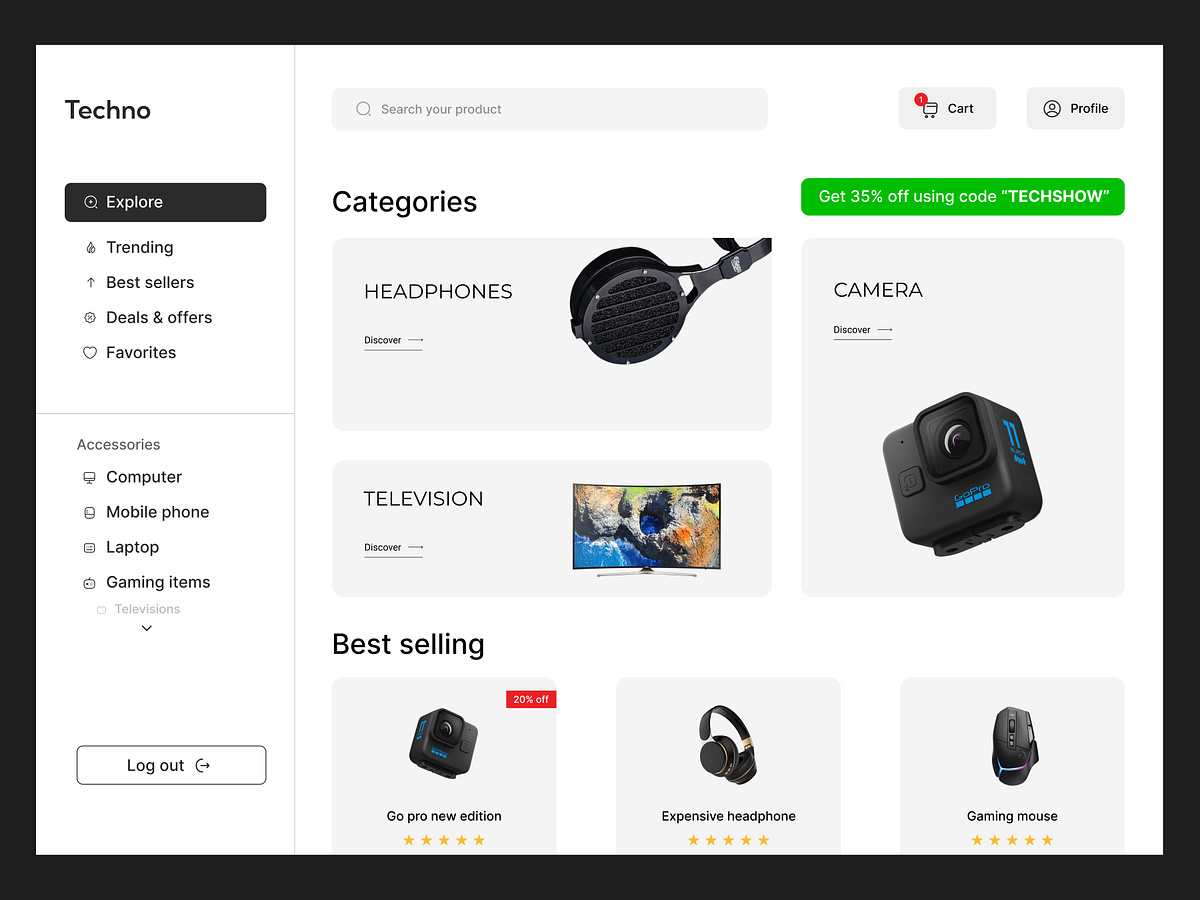 Techno
Explore
Trending
Best sellers
Deals & offers
Favorites
Accessories
Computer
Mobile phone
Laptop
Gaming items
Televisions
Log out
Search your product
1
Cart
Profile
Categories
Get 35% off using code “TECHSHOW”
HEADPHONES
Discover
CAMERA
Discover
11
GoPro
TELEVISION
Discover
Best selling
20% off
Go pro new edition
Expensive headphone
Gaming mouse